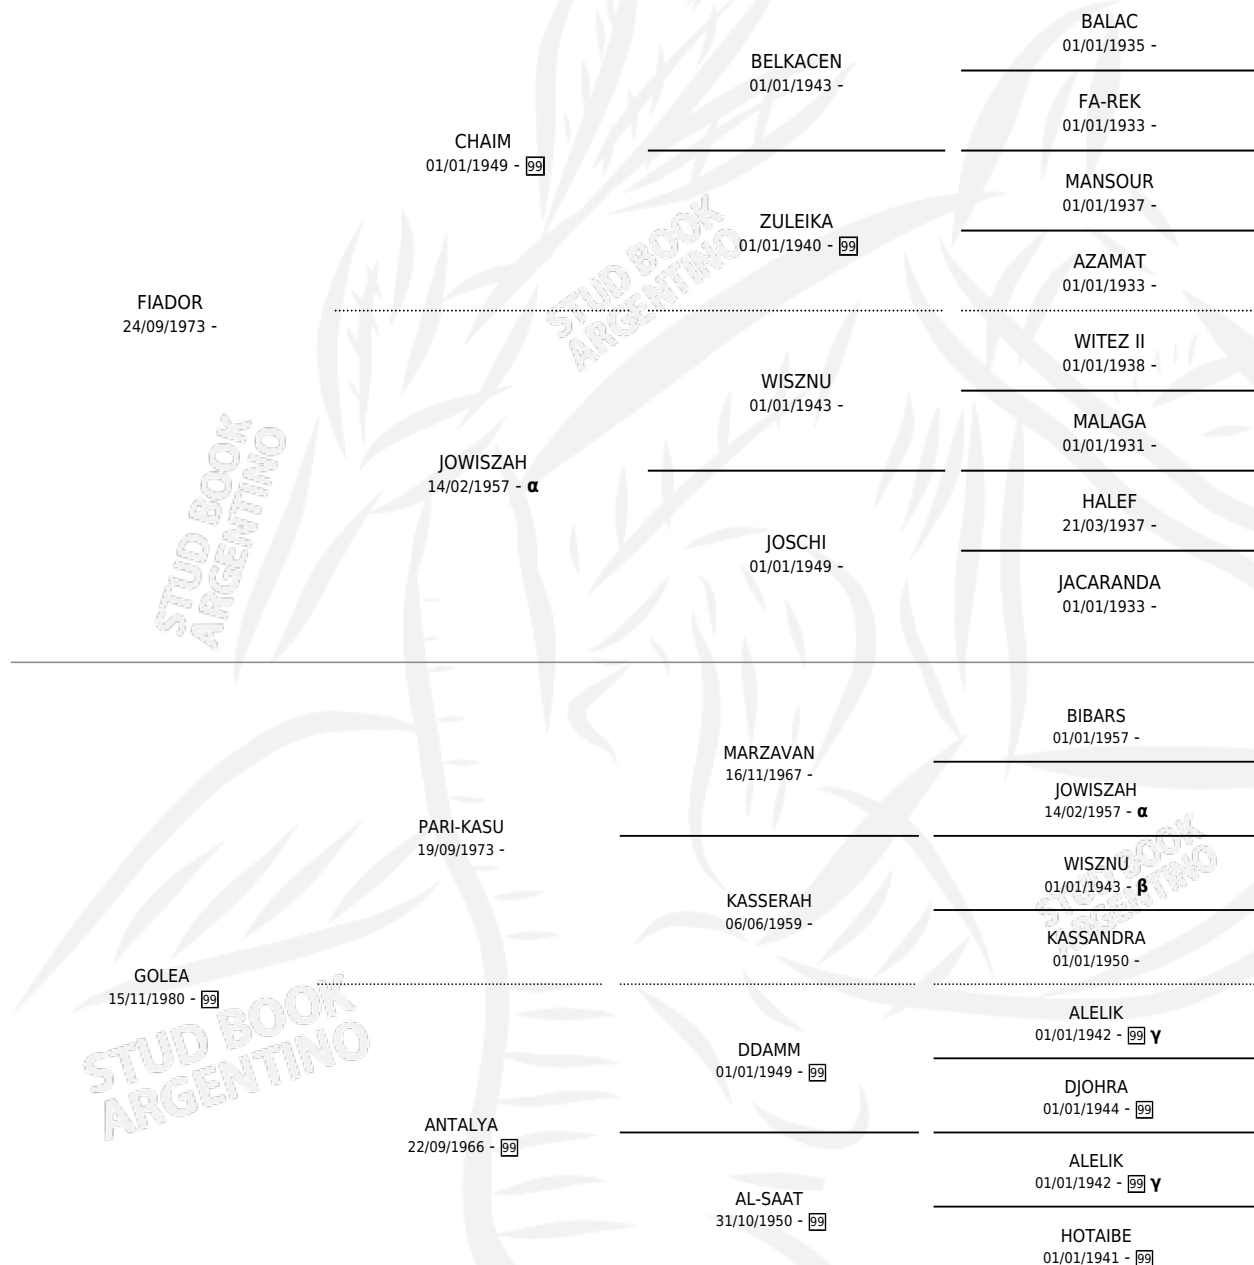 BALAC
01/01/1935 -
BELKACEN
01/01/1943 -
FA-REK
01/01/1933 -
CHAIM
01/01/1949 - 99
MANSOUR
01/01/1937 -
ZULEIKA
01/01/1940 - 99
AZAMAT
01/01/1933 -
FIADOR
24/09/1973 -
WITEZ II
01/01/1938 -
WISZNU
01/01/1943 -
MALAGA
01/01/1931 -
JOWISZAH
14/02/1957 - α
HALEF
21/03/1937 -
JOSCHI
01/01/1949 -
JACARANDA
01/01/1933 -
BIBARS
01/01/1957 -
MARZAVAN
16/11/1967 -
JOWISZAH
14/02/1957 - α
PARI-KASU
19/09/1973 -
WISZNU
01/01/1943 - β
KASSERAH
06/06/1959 -
KASSANDRA
01/01/1950 -
GOLEA
15/11/1980 - 99
ALELIK
01/01/1942 - 99 γ
DDAMM
01/01/1949 - 99
DJOHRA
01/01/1944 - 99
ANTALYA
22/09/1966 - 99
ALELIK
01/01/1942 - 99 γ
AL-SAAT
31/10/1950 - 99
HOTAIBE
01/01/1941 - 99
STUD BOOK
ARGENTINO
STUD BOOK
ARGENTINO
STUD BOOK
ARGENTINO
STUD BOOK
ARGENTINO